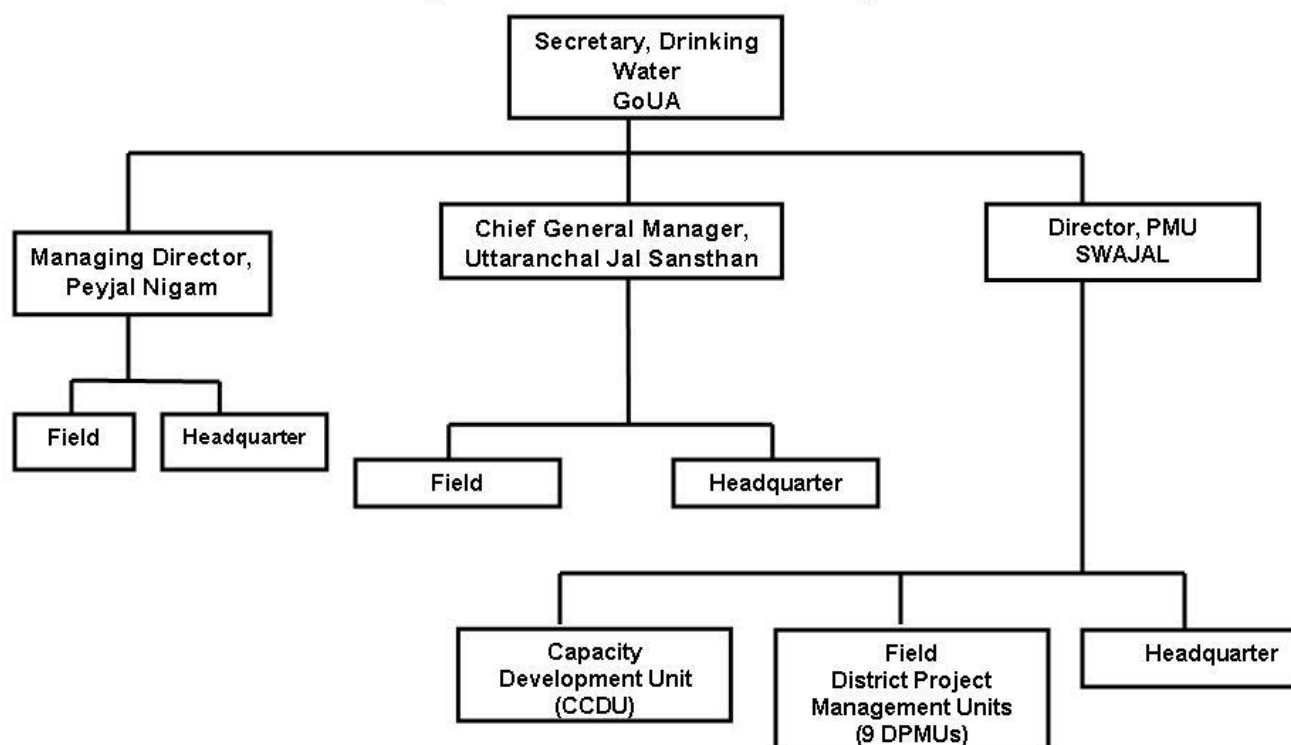 Secretary, Drinking
Water
GoUA
Managing Director,
Peyjal Nigam
Chief General Manager,
Uttaranchal Jal Sansthan
Director, PMU
SWAJAL
Field
Headquarter
Field
Headquarter
Capacity
Development Unit
(CCDU)
Field
District Project
Management Units
(9 DPMUs)
Headquarter